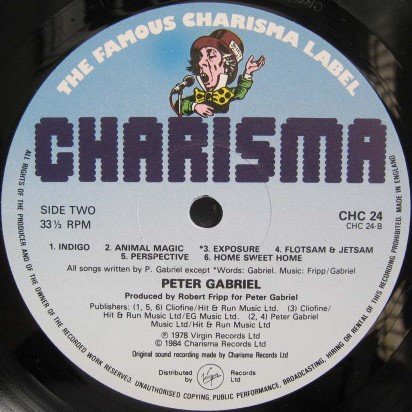 THE FAMOUS CHARISMA LABEL
CHARISMA
SIDE TWO
33⅓ RPM
CHC 24
CHC 24-B
1. INDIGO 2. ANIMAL MAGIC *3. EXPOSURE 4. FLOTSAM & JETSAM
5. PERSPECTIVE 6. HOME SWEET HOME
All songs written by P. Gabriel except *Words: Gabriel. Music: Fripp/Gabriel
PETER GABRIEL
Produced by Robert Fripp for Peter Gabriel
Publishers: (1, 5, 6) Cliofine/Hit & Run Music Ltd. (3) Cliofine/
Hit & Run Music Ltd/EG Music Ltd. (2, 4) Peter Gabriel
Music Ltd/Hit & Run Music Ltd
℗ 1978 Virgin Records Ltd
© 1984 Charisma Records Ltd
Original sound recording made by Charisma Records Ltd
Distributed by Virgin Records Ltd
ALL RIGHTS OF THE PRODUCER AND OF THE OWNER OF THE RECORDED WORK RESERVED. UNAUTHORISED COPYING, PUBLIC PERFORMANCE, BROADCASTING, HIRING OR RENTAL OF THIS RECORDING PROHIBITED. MADE IN ENGLAND.